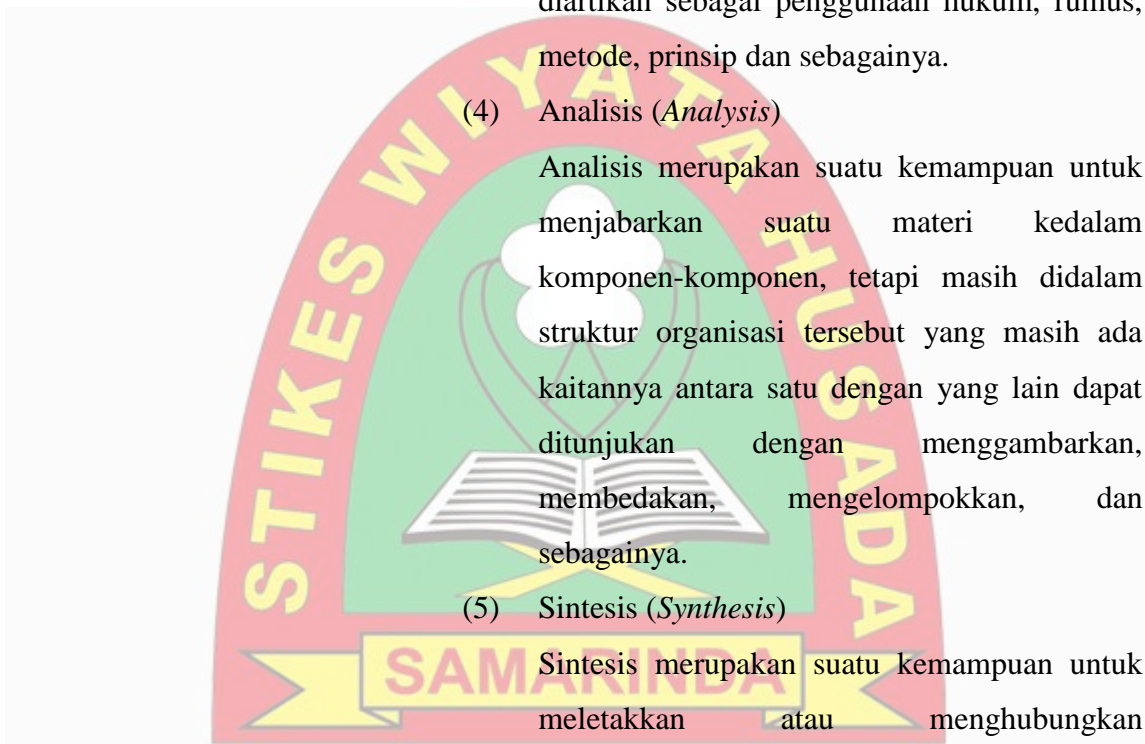 diartikan sebagai penggunaan hukum, rumus,
metode, prinsip dan sebagainya.
(4) Analisis (Analysis)
Analisis merupakan suatu kemampuan untuk
menjabarkan suatu materi kedalam
komponen-komponen, tetapi masih didalam
struktur organisasi tersebut yang masih ada
kaitannya antara satu dengan yang lain dapat
ditunjukan dengan menggambarkan,
membedakan, mengelompokkan, dan
sebagainya.
(5) Sintesis (Synthesis)
Sintesis merupakan suatu kemampuan untuk
meletakkan atau menghubungkan
STIKES WIYATA HUSADA
SAMARINDA